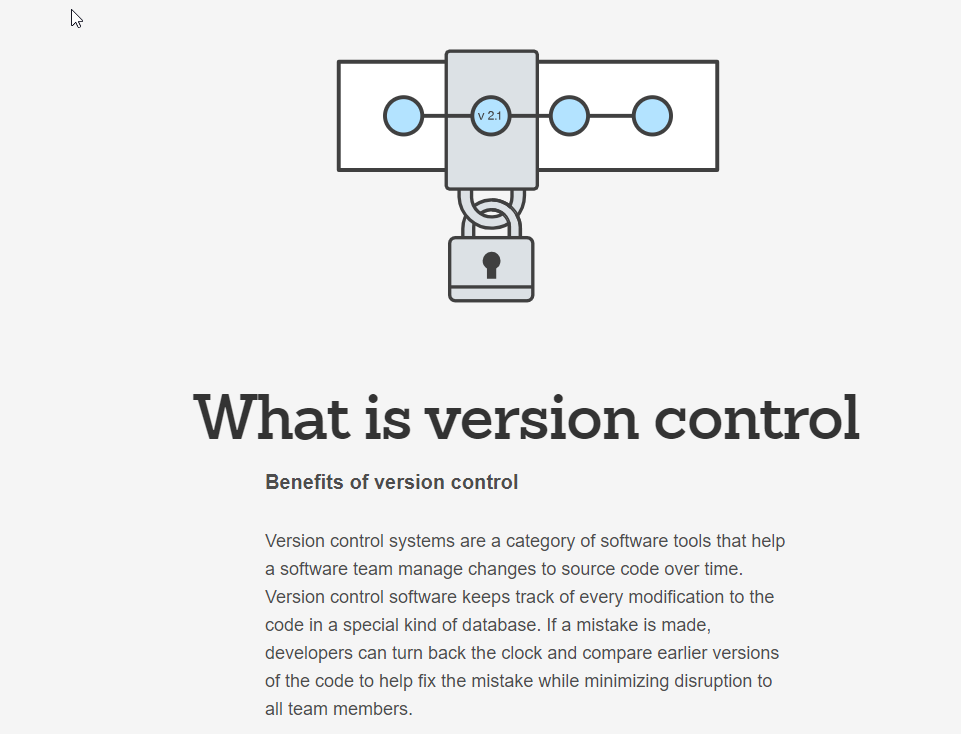 v 2.1
What is version control
Benefits of version control
Version control systems are a category of software tools that help
a software team manage changes to source code over time.
Version control software keeps track of every modification to the
code in a special kind of database. If a mistake is made,
developers can turn back the clock and compare earlier versions
of the code to help fix the mistake while minimizing disruption to
all team members.